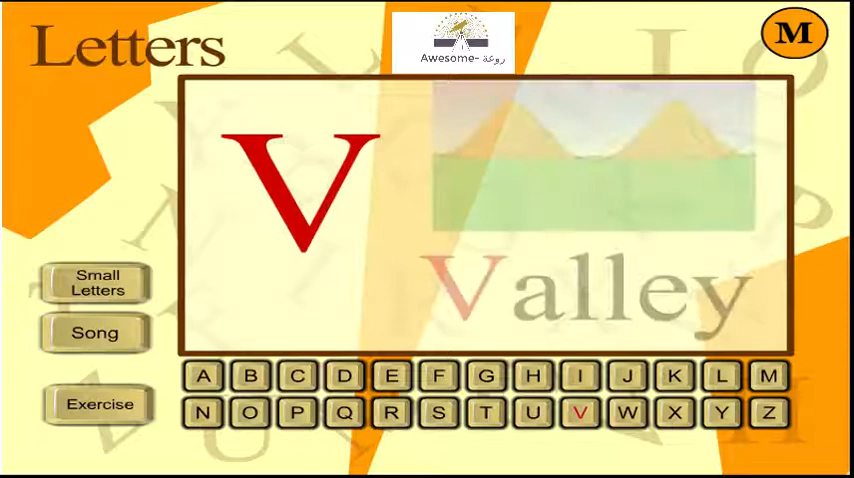 Letters
Awesome- روعة
M
V
Valley
Small
Letters
Song
Exercise
A B C D E F G H I J K L M
N O P Q R S T U V W X Y Z